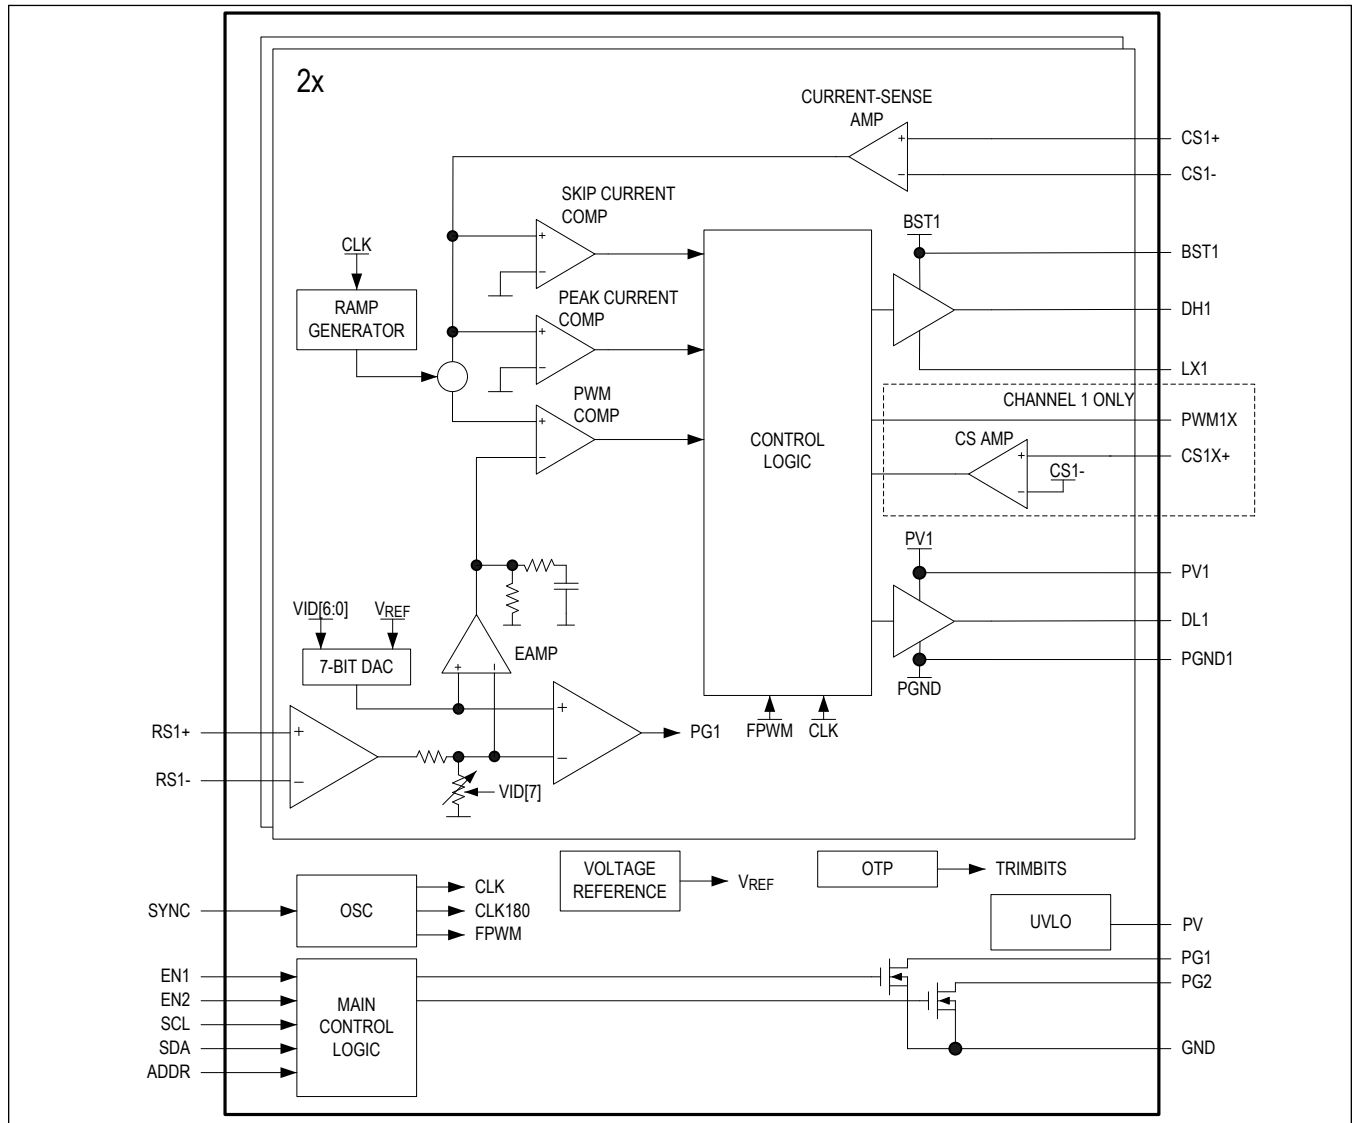 2x
CURRENT-SENSE
AMP
+
−
CS1+
CS1-
SKIP CURRENT
COMP
+
−
CLK
RAMP
GENERATOR
PEAK CURRENT
COMP
+
−
PWM
COMP
+
−
CONTROL
LOGIC
BST1
BST1
DH1
LX1
CHANNEL 1 ONLY
PWM1X
CS AMP
+
−
CS1-
CS1X+
PV1
PV1
DL1
PGND1
PGND
FPWM
CLK
VID[6:0]
VREF
7-BIT DAC
EAMP
+
−
RS1+
RS1-
+
−
+
−
PG1
VID[7]
VOLTAGE
REFERENCE
VREF
OTP
TRIMBITS
SYNC
OSC
CLK
CLK180
FPWM
UVLO
PV
EN1
EN2
SCL
SDA
ADDR
MAIN
CONTROL
LOGIC
PG1
PG2
GND